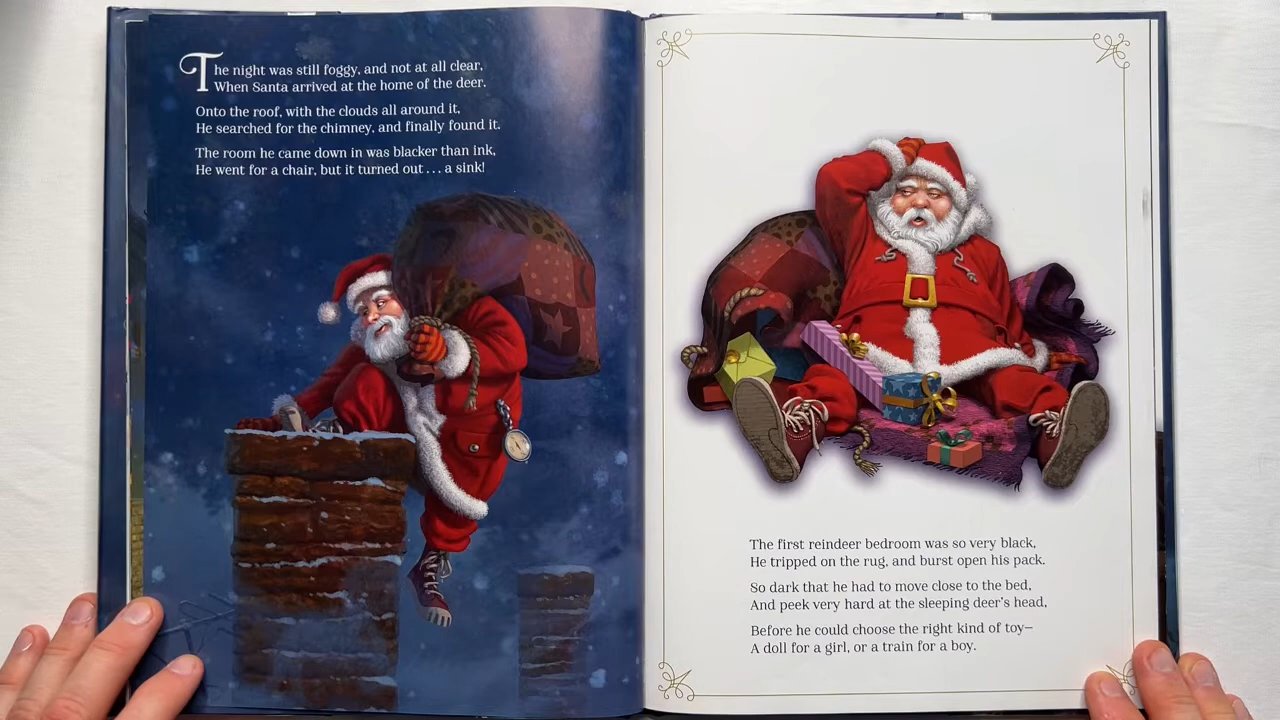 The night was still foggy, and not at all clear,
When Santa arrived at the home of the deer.
Onto the roof, with the clouds all around it,
He searched for the chimney, and finally found it.
The room he came down in was blacker than ink,
He went for a chair, but it turned out . . . a sink!
The first reindeer bedroom was so very black,
He tripped on the rug, and burst open his pack.
So dark that he had to move close to the bed,
And peek very hard at the sleeping deer's head,
Before he could choose the right kind of toy—
A doll for a girl, or a train for a boy.